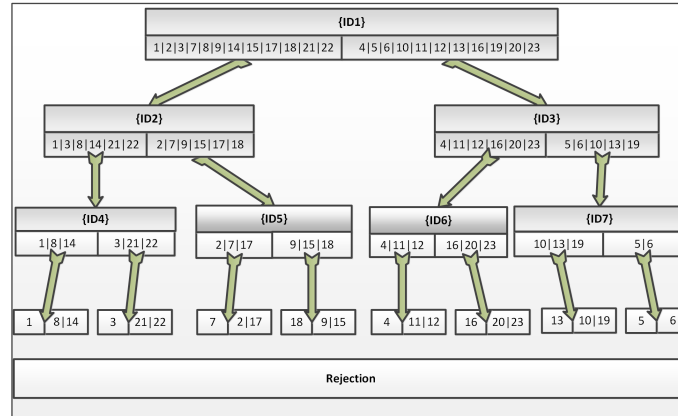 {ID1}
1|2|3|7|8|9|14|15|17|18|21|22 4|5|6|10|11|12|13|16|19|20|23
{ID2} {ID3}
1|3|8|14|21|22 2|7|9|15|17|18 4|11|12|16|20|23 5|6|10|13|19
{ID4} {ID5} {ID6} {ID7}
1|8|14 3|21|22 2|7|17 9|15|18 4|11|12 16|20|23 10|13|19 5|6
1 8|14 3 21|22 7 2|17 18 9|15 4 11|12 16 20|23 13 10|19 5 6
Rejection